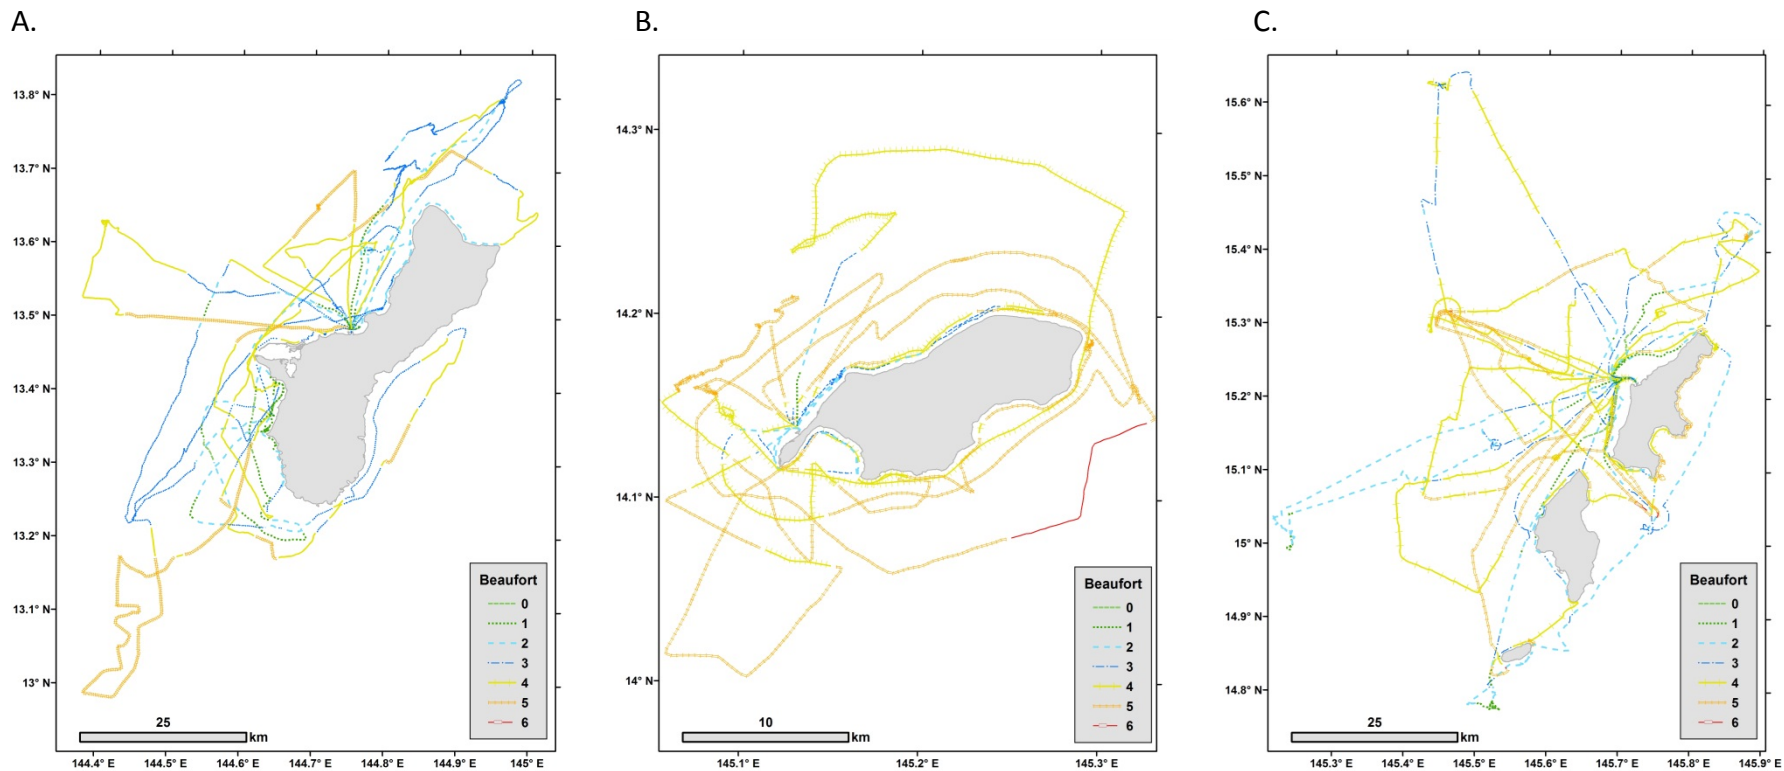 A.
B.
C.
13.8° N
13.7° N
13.6° N
13.5° N
13.4° N
13.3° N
13.2° N
13.1° N
13° N
Beaufort
0
1
2
3
4
5
6
25
km
144.4° E 144.5° E 144.6° E 144.7° E 144.8° E 144.9° E 145° E
14.3° N
14.2° N
14.1° N
14° N
Beaufort
0
1
2
3
4
5
6
10
km
145.1° E 145.2° E 145.3° E
15.6° N
15.5° N
15.4° N
15.3° N
15.2° N
15.1° N
15° N
14.9° N
14.8° N
Beaufort
0
1
2
3
4
5
6
25
km
145.3° E 145.4° E 145.5° E 145.6° E 145.7° E 145.8° E 145.9° E